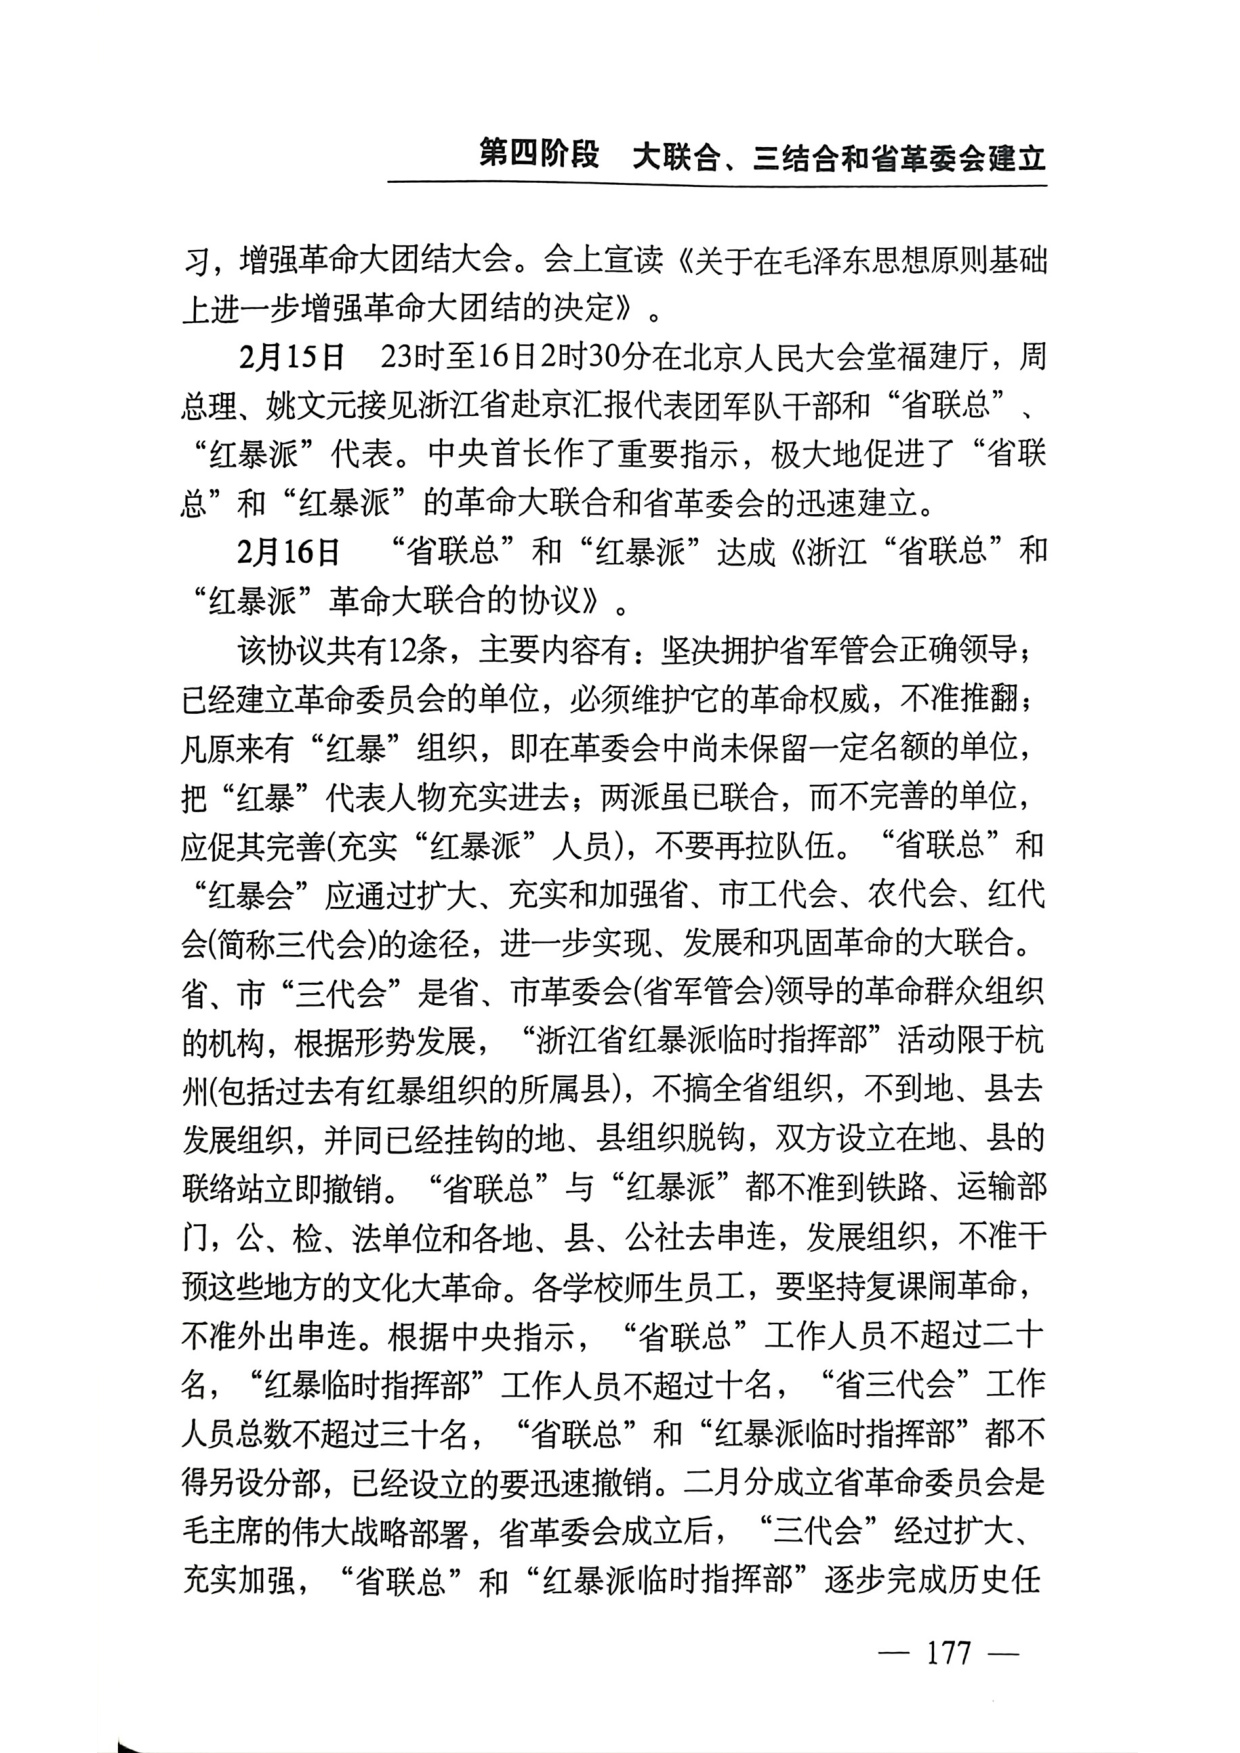 第四阶段　大联合、三结合和省革委会建立
习，增强革命大团结大会。会上宣读《关于在毛泽东思想原则基础
上进一步增强革命大团结的决定》。
2月15日　23时至16日2时30分在北京人民大会堂福建厅，周
总理、姚文元接见浙江省赴京汇报代表团军队干部和“省联总”、
“红暴派”代表。中央首长作了重要指示，极大地促进了“省联
总”和“红暴派”的革命大联合和省革委会的迅速建立。
2月16日　“省联总”和“红暴派”达成《浙江“省联总”和
“红暴派”革命大联合的协议》。
该协议共有12条，主要内容有：坚决拥护省军管会正确领导；
已经建立革命委员会的单位，必须维护它的革命权威，不准推翻；
凡原来有“红暴”组织，即在革委会中尚未保留一定名额的单位，
把“红暴”代表人物充实进去；两派虽已联合，而不完善的单位，
应促其完善(充实“红暴派”人员)，不要再拉队伍。“省联总”和
“红暴会”应通过扩大、充实和加强省、市工代会、农代会、红代
会(简称三代会)的途径，进一步实现、发展和巩固革命的大联合。
省、市“三代会”是省、市革委会(省军管会)领导的革命群众组织
的机构，根据形势发展，“浙江省红暴派临时指挥部”活动限于杭
州(包括过去有红暴组织的所属县)，不搞全省组织，不到地、县去
发展组织，并同已经挂钩的地、县组织脱钩，双方设立在地、县的
联络站立即撤销。“省联总”与“红暴派”都不准到铁路、运输部
门，公、检、法单位和各地、县、公社去串连，发展组织，不准干
预这些地方的文化大革命。各学校师生员工，要坚持复课闹革命，
不准外出串连。根据中央指示，“省联总”工作人员不超过二十
名，“红暴临时指挥部”工作人员不超过十名，“省三代会”工作
人员总数不超过三十名，“省联总”和“红暴派临时指挥部”都不
得另设分部，已经设立的要迅速撤销。二月分成立省革命委员会是
毛主席的伟大战略部署，省革委会成立后，“三代会”经过扩大、
充实加强，“省联总”和“红暴派临时指挥部”逐步完成历史任
— 177 —